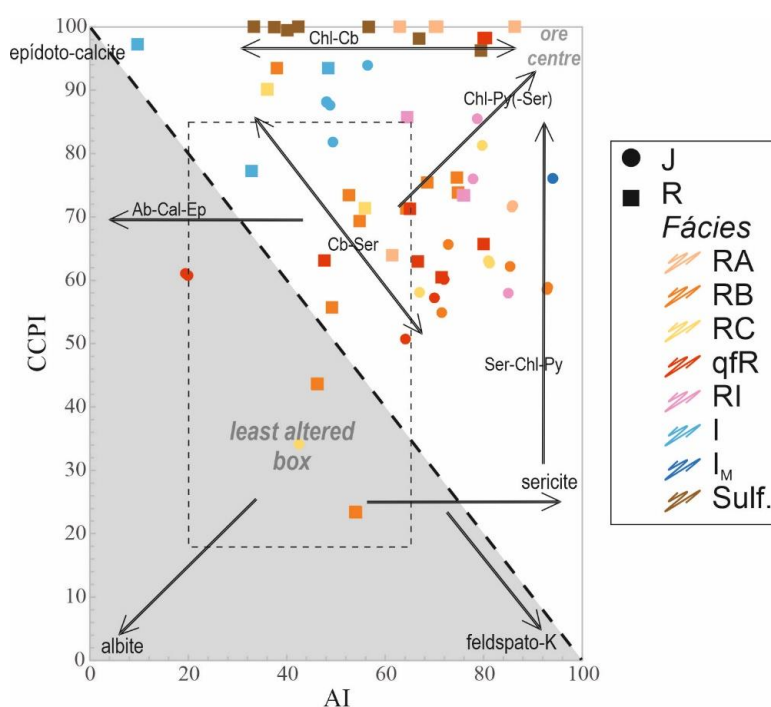 100
epídoto-calcite
Chl-Cb
ore
centre
90
Chl-Py(-Ser)
80
70
Ab-Cal-Ep
Cb-Ser
60
CCPI
50
Ser-Chl-Py
40
least altered
box
30
sericite
20
10
albite
feldspato-K
0
0
20
40
60
80
100
AI
J
R
Fácies
RA
RB
RC
qfR
RI
I
IM
Sulf.